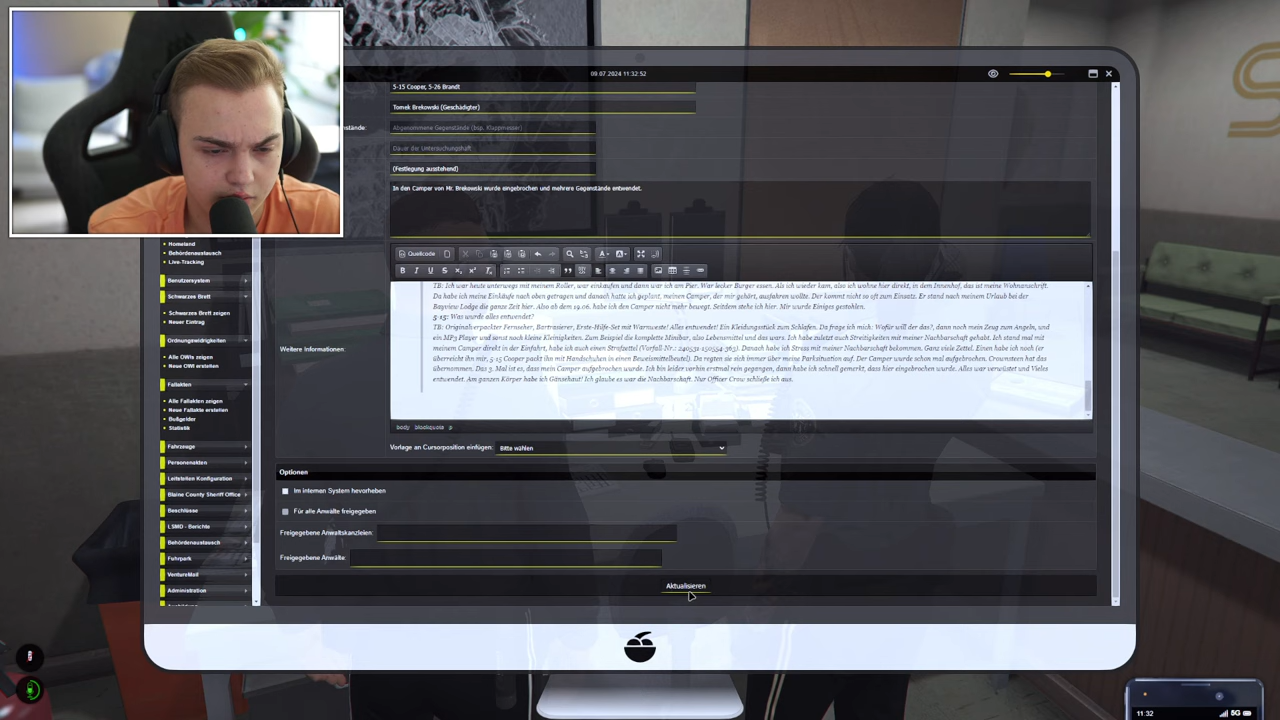 09.07.2024 11:32:52
5-15 Cooper, 5-26 Brandt
Tomek Brekowski (Geschädigter)
stände:
Abgenommene Gegenstände (bsp. Klappmesser)
Dauer der Untersuchungshaft
(Festlegung ausstehend)
In den Camper von Mr. Brekowski wurde eingebrochen und mehrere Gegenstände entwendet.
Nomeland
Behördenaustausch
Live-Tracking
Benutzersystem
Schwarzes Brett
Schwarzes Brett zeigen
Neuer Eintrag
Ordnungswidrigkeiten
Alle OWis zeigen
Neue OWI erstellen
Fallakten
Alle Fallakten zeigen
Neue Fallakte erstellen
Bußgelder
Statistik
Fahrzeuge
Personenakten
Leitstellen Konfiguration
Blaine County Sheriff Office
Beschlüsse
LSMD - Berichte
Behördenaustausch
Fuhrpark
VentureMail
Administration
Quellcode
Weitere Informationen:
TB: Ich war heute unterwegs mit meinem Roller, war einkaufen und dann war ich am Pier. War lecker Burger essen. Als ich wieder kam, also ich wohne hier direkt, in dem Innenhof, das ist meine Wohnanschrift.
Da habe ich meine Einkäufe nach oben getragen und danach hatte ich geplant, meinen Camper, der mir gehört, ausfahren wollte. Der kommt nicht so oft zum Einsatz. Er stand nach meinem Urlaub bei der
Bayview Lodge die ganze Zeit hier. Also ab dem 19.06. habe ich den Camper nicht mehr bewegt. Seitdem stehe ich hier. Mir wurde Einiges gestohlen.
5-15: Was wurde alles entwendet?
TB: Originalverpackter Fernseher, Bartrasierer, Erste-Hilfe-Set mit Warnweste! Alles entwendet! Ein Kleidungsstück zum Schlafen. Da frage ich mich: Wofür will der das?, dann noch mein Zeug zum Angeln, und
ein MP3 Player und sonst noch kleine Kleinigkeiten. Zum Beispiel die komplette Minibar, also Lebensmittel und das wars. Ich habe zuletzt auch Streitigkeiten mit meiner Nachbarschaft gehabt. Ich stand mal mit
meinem Camper direkt in der Einfahrt, habe ich auch einen Strafzettel (Vorfall-Nr.: 240531-150554-363). Danach habe ich Stress mit meiner Nachbarschaft bekommen. Ganz viele Zettel. Einen habe ich noch (er
überreicht ihn mir, 5-15 Cooper packt ihn mit Handschuhen in einen Beweismittelbeutel). Da regten sie sich immer über meine Parksituation auf. Der Camper wurde schon mal aufgebrochen, Crownsteen hat das
übernommen. Das 3. Mal ist es, dass mein Camper aufgebrochen wurde. Ich bin leider vorhin erstmal rein gegangen, dann habe ich schnell gemerkt, dass hier eingebrochen wurde. Alles war verwüstet und Vieles
entwendet. Am ganzen Körper habe ich Gänsehaut! Ich glaube es war die Nachbarschaft. Nur Officer Crow schließe ich aus.
body blockquote p
Vorlage an Cursorposition einfügen: Bitte wählen
Optionen
Im internen System hevorheben
Für alle Anwälte freigegeben
Freigegebene Anwaltskanzleien:
Freigegebene Anwälte:
Aktualisieren
11:32
5G